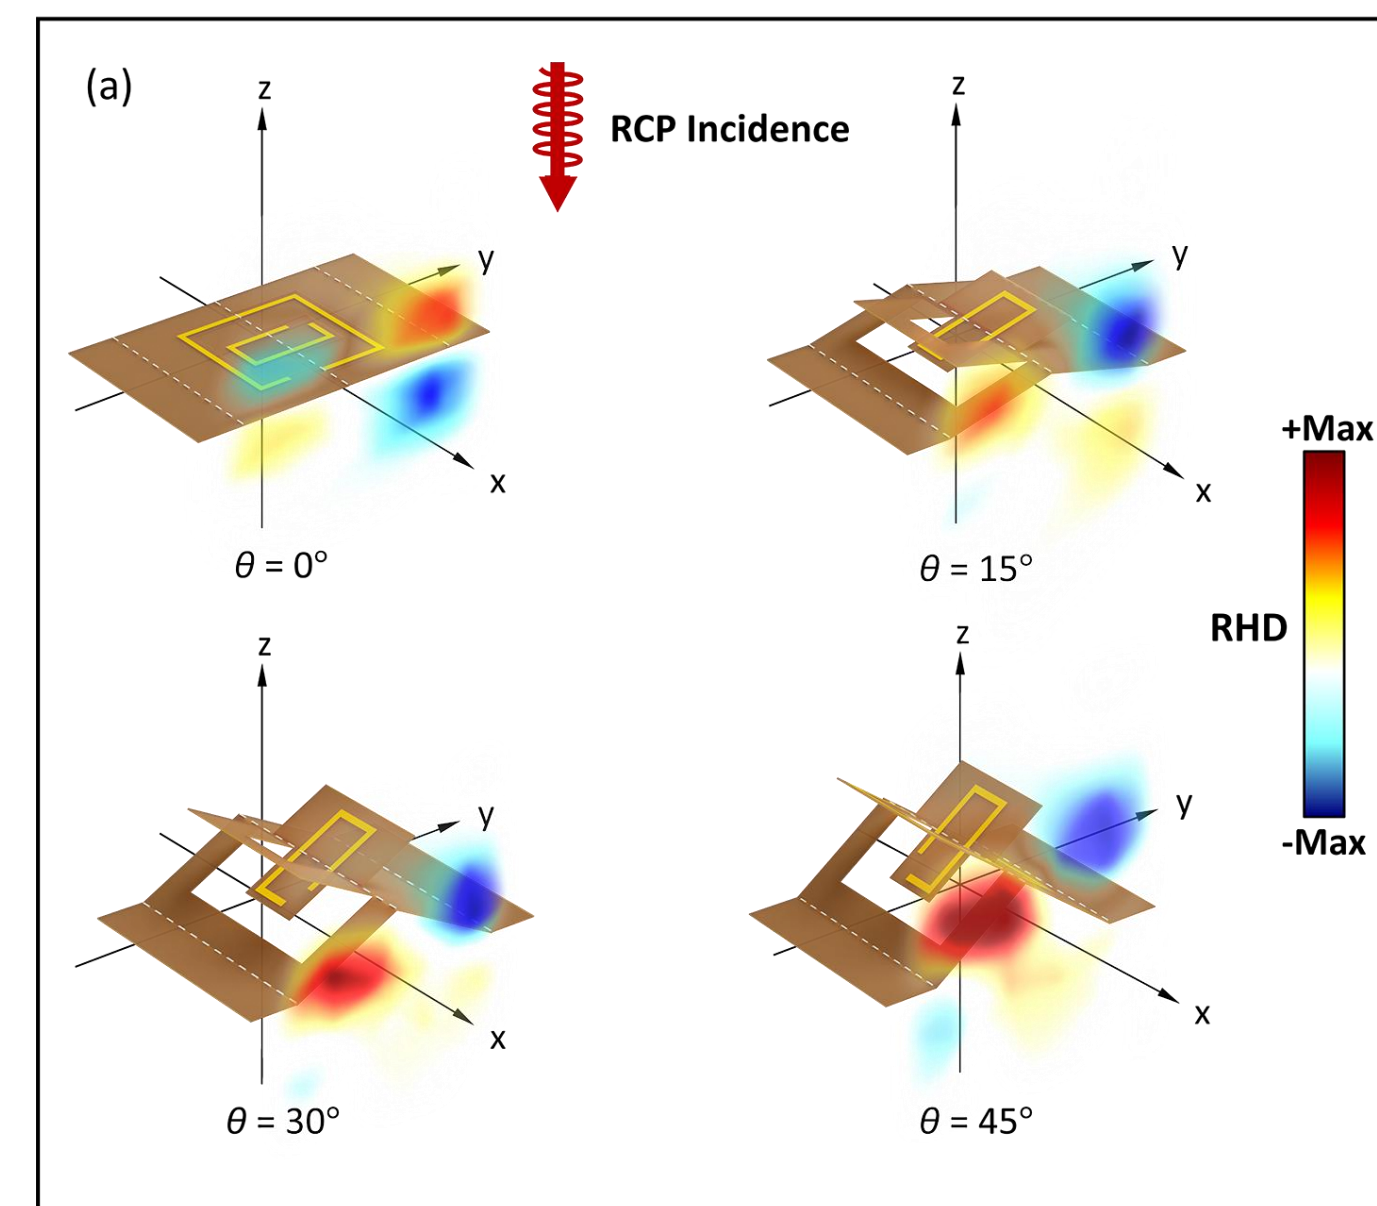 (a)
z
RCP Incidence
z
y
y
x
x
θ = 0°
θ = 15°
+Max
RHD
-Max
z
z
y
y
x
x
θ = 30°
θ = 45°